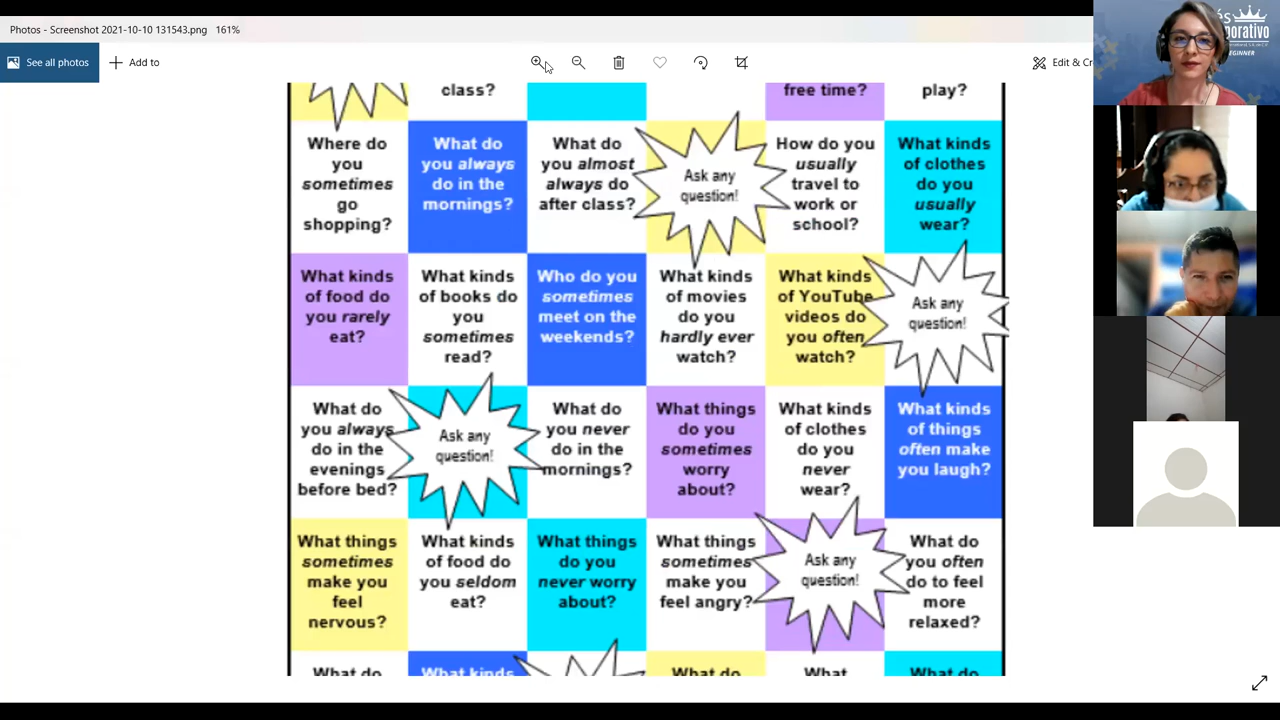 Photos - Screenshot 2021-10-10 131543.png 161%
See all photos
Add to
Edit & Cr
BEGINNER
class?
free time?
play?
Where do
you
sometimes
go
shopping?
What do
you always
do in the
mornings?
What do
you almost
always do
after class?
Ask any
question!
How do you
usually
travel to
work or
school?
What kinds
of clothes
do you
usually
wear?
What kinds
of food do
you rarely
eat?
What kinds
of books do
you
sometimes
read?
Who do you
sometimes
meet on the
weekends?
What kinds
of movies
do you
hardly ever
watch?
What kinds
of YouTube
videos do
you often
watch?
Ask any
question!
What do
you always
do in the
evenings
before bed?
Ask any
question!
What do
you never
do in the
mornings?
What things
do you
sometimes
worry
about?
What kinds
of clothes
do you
never
wear?
What kinds
of things
often make
you laugh?
What things
sometimes
make you
feel
nervous?
What kinds
of food do
you seldom
eat?
What things
do you
never worry
about?
What things
sometimes
make you
feel angry?
Ask any
question!
What do
you often
do to feel
more
relaxed?
What do
What kinds
What do
What
What do